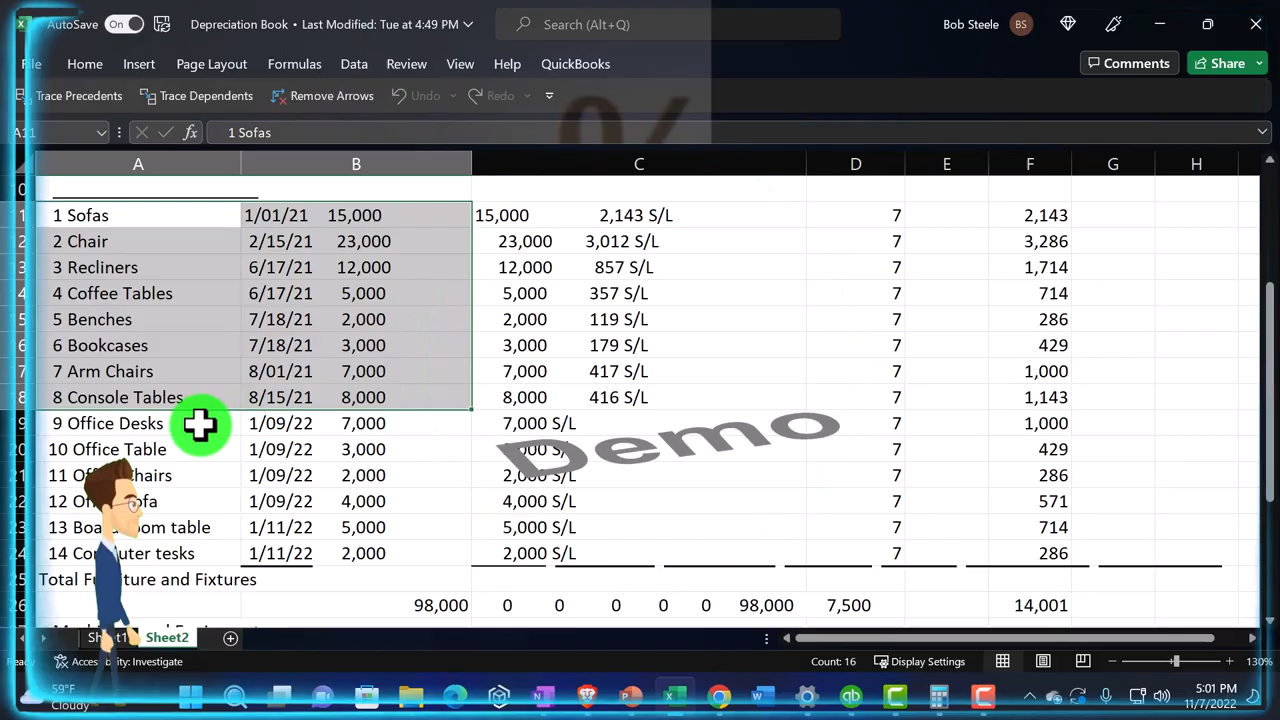 AutoSave On Depreciation Book • Last Modified: Tue at 4:49 PM Search (Alt+Q) Bob Steele BS
File Home Insert Page Layout Formulas Data Review View Help QuickBooks Comments Share
Trace Precedents Trace Dependents Remove Arrows Undo Redo
A11 fx 1 Sofas
A B C D E F G H
1 Sofas 1/01/21 15,000 15,000 2,143 S/L 7 2,143
2 Chair 2/15/21 23,000 23,000 3,012 S/L 7 3,286
3 Recliners 6/17/21 12,000 12,000 857 S/L 7 1,714
4 Coffee Tables 6/17/21 5,000 5,000 357 S/L 7 714
5 Benches 7/18/21 2,000 2,000 119 S/L 7 286
6 Bookcases 7/18/21 3,000 3,000 179 S/L 7 429
7 Arm Chairs 8/01/21 7,000 7,000 417 S/L 7 1,000
8 Console Tables 8/15/21 8,000 8,000 416 S/L 7 1,143
9 Office Desks 1/09/22 7,000 7,000 S/L 7 1,000
Demo
10 Office Table 1/09/22 3,000 S/L 7 429
11 Chairs 1/09/22 2,000 S/L 7 286
12 1/09/22 4,000 4,000 S/L 7 571
13 table 1/11/22 5,000 5,000 S/L 7 714
14 tesks 1/11/22 2,000 2,000 S/L 7 286
25 Total Furniture and Fixtures
26 98,000 0 0 0 0 0 98,000 7,500 14,001
Sheet1 Sheet2
Accessibility: Investigate Count: 16 Display Settings 130%
59°F
Cloudy
5:01 PM
11/7/2022